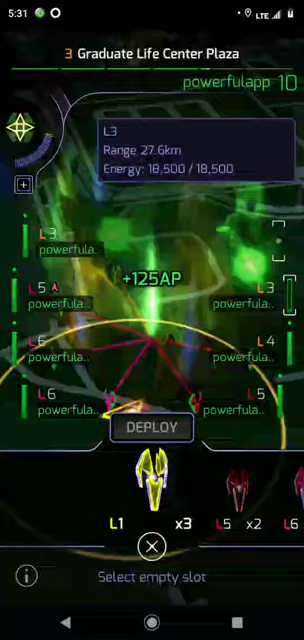 5:31
LTE
3 Graduate Life Center Plaza
powerfulapp 10
L3
Range 27.6km
Energy: 18,500 / 18,500
L3
powerfula..
+125AP
L5
powerfula..
L3
powerfula..
L6
powerfula..
L4
powerfula..
L6
powerfula..
L5
powerfula..
DEPLOY
L1 x3
L5 x2
L6
Select empty slot